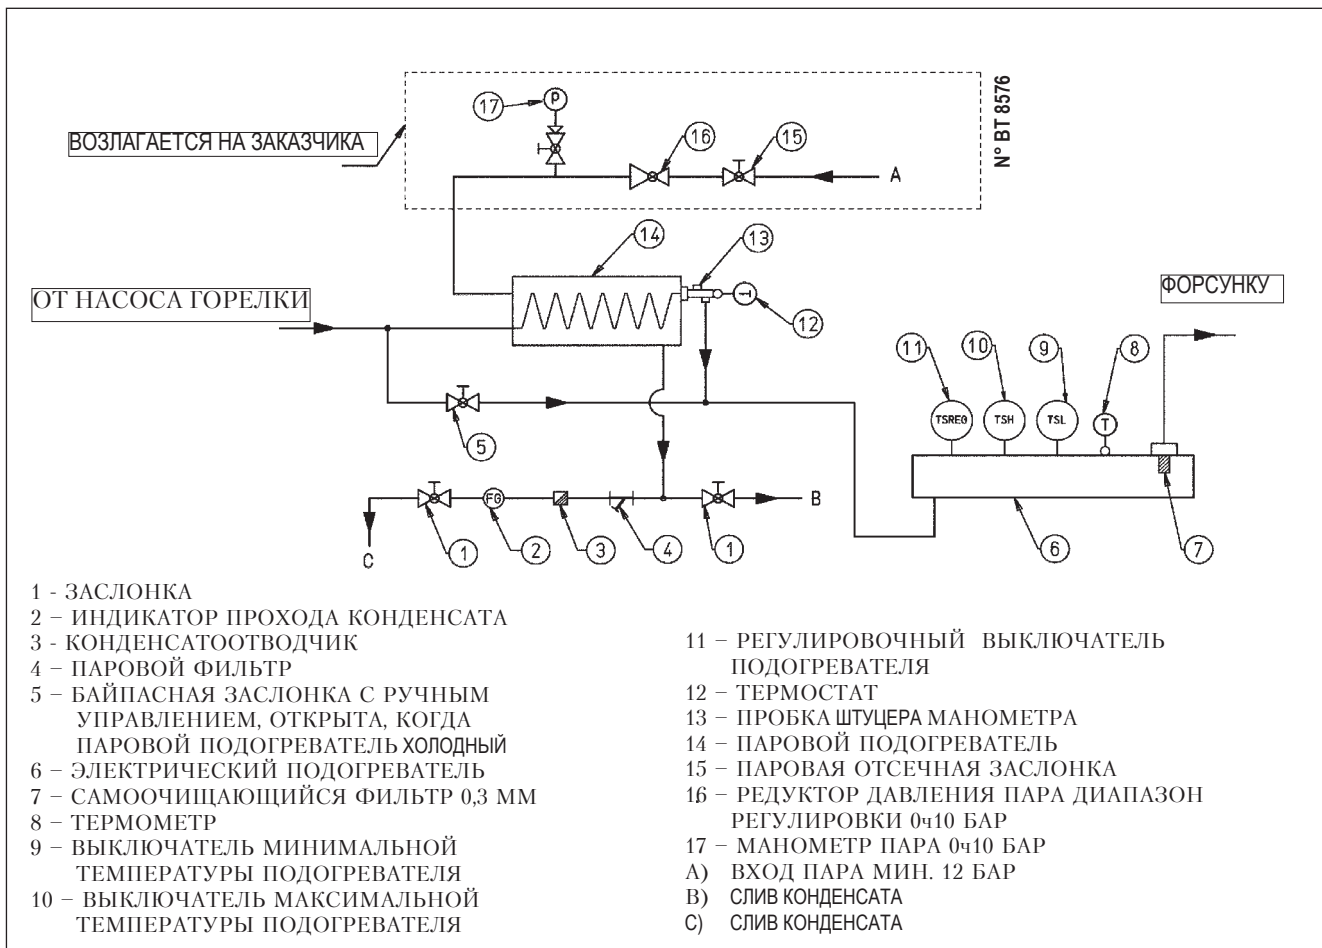 17
P
16
15
A
N° BT 8576
ВОЗЛАГАЕТСЯ НА ЗАКАЗЧИКА
14
13
12
ОТ НАСОСА ГОРЕЛКИ
ФОРСУНКУ
11
10
9
8
TSREG
TSH
TSL
T
5
FG
B
C
1
2
3
4
1
6
7
1 - ЗАСЛОНКА
2 – ИНДИКАТОР ПРОХОДА КОНДЕНСАТА
3 - КОНДЕНСАТООТВОДЧИК
4 – ПАРОВОЙ ФИЛЬТР
5 – БАЙПАСНАЯ ЗАСЛОНКА С РУЧНЫМ
УПРАВЛЕНИЕМ, ОТКРЫТА, КОГДА
ПАРОВОЙ ПОДОГРЕВАТЕЛЬ ХОЛОДНЫЙ
6 – ЭЛЕКТРИЧЕСКИЙ ПОДОГРЕВАТЕЛЬ
7 – САМООЧИЩАЮЩИЙСЯ ФИЛЬТР 0,3 ММ
8 – ТЕРМОМЕТР
9 – ВЫКЛЮЧАТЕЛЬ МИНИМАЛЬНОЙ
ТЕМПЕРАТУРЫ ПОДОГРЕВАТЕЛЯ
10 – ВЫКЛЮЧАТЕЛЬ МАКСИМАЛЬНОЙ
ТЕМПЕРАТУРЫ ПОДОГРЕВАТЕЛЯ
11 – РЕГУЛИРОВОЧНЫЙ ВЫКЛЮЧАТЕЛЬ
ПОДОГРЕВАТЕЛЯ
12 – ТЕРМОСТАТ
13 – ПРОБКА ШТУЦЕРА МАНОМЕТРА
14 – ПАРОВОЙ ПОДОГРЕВАТЕЛЬ
15 – ПАРОВАЯ ОТСЕЧНАЯ ЗАСЛОНКА
16 – РЕДУКТОР ДАВЛЕНИЯ ПАРА ДИАПАЗОН
РЕГУЛИРОВКИ 0ч10 БАР
17 – МАНОМЕТР ПАРА 0ч10 БАР
A) ВХОД ПАРА МИН. 12 БАР
B) СЛИВ КОНДЕНСАТА
C) СЛИВ КОНДЕНСАТА